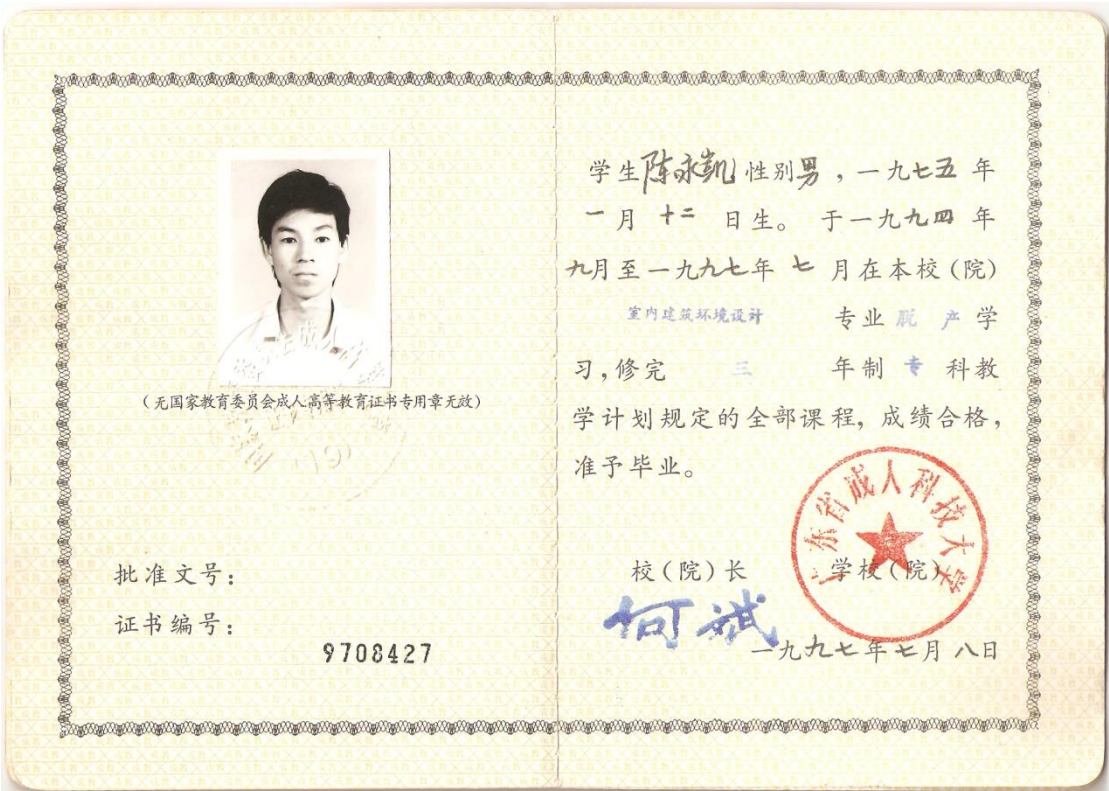 (无国家教育委员会成人高等教育证书专用章无效)
批准文号:
证书编号:
9708427
学生陈永凯性别男,一九七五年
一月十二日生。于一九九四年
九月至一九九七年七月在本校(院)
室内建筑环境设计 专业脱产学
习,修完 三 年制专科教
学计划规定的全部课程,成绩合格,
准予毕业。
广东省成人科技大学
校(院)长 学校(院)
何斌
一九九七年七月八日